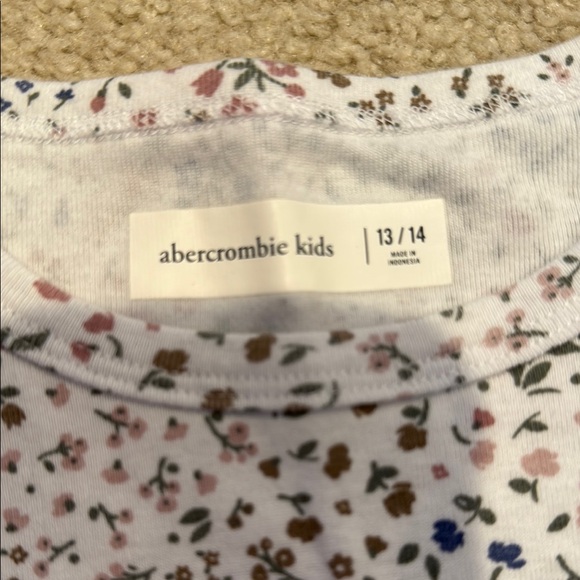 abercrombie kids
13 / 14
MADE IN
INDONESIA